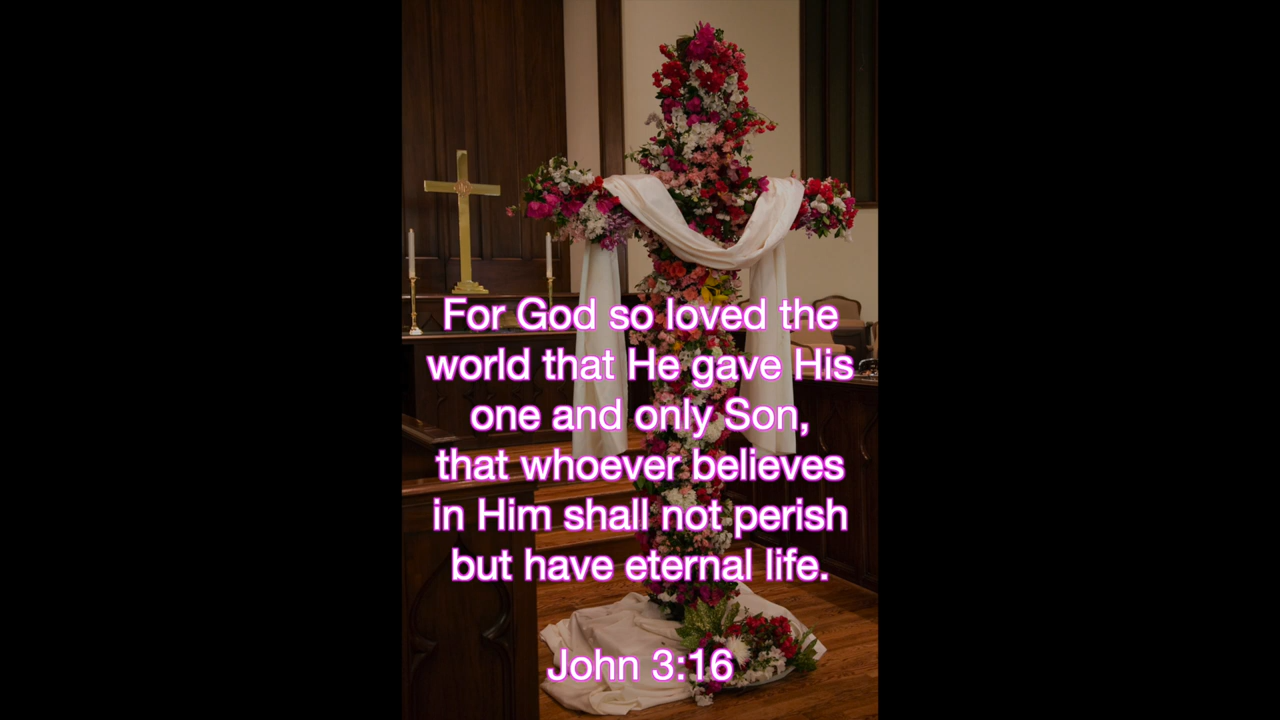 For God so loved the
world that He gave His
one and only Son,
that whoever believes
in Him shall not perish
but have eternal life.
John 3:16